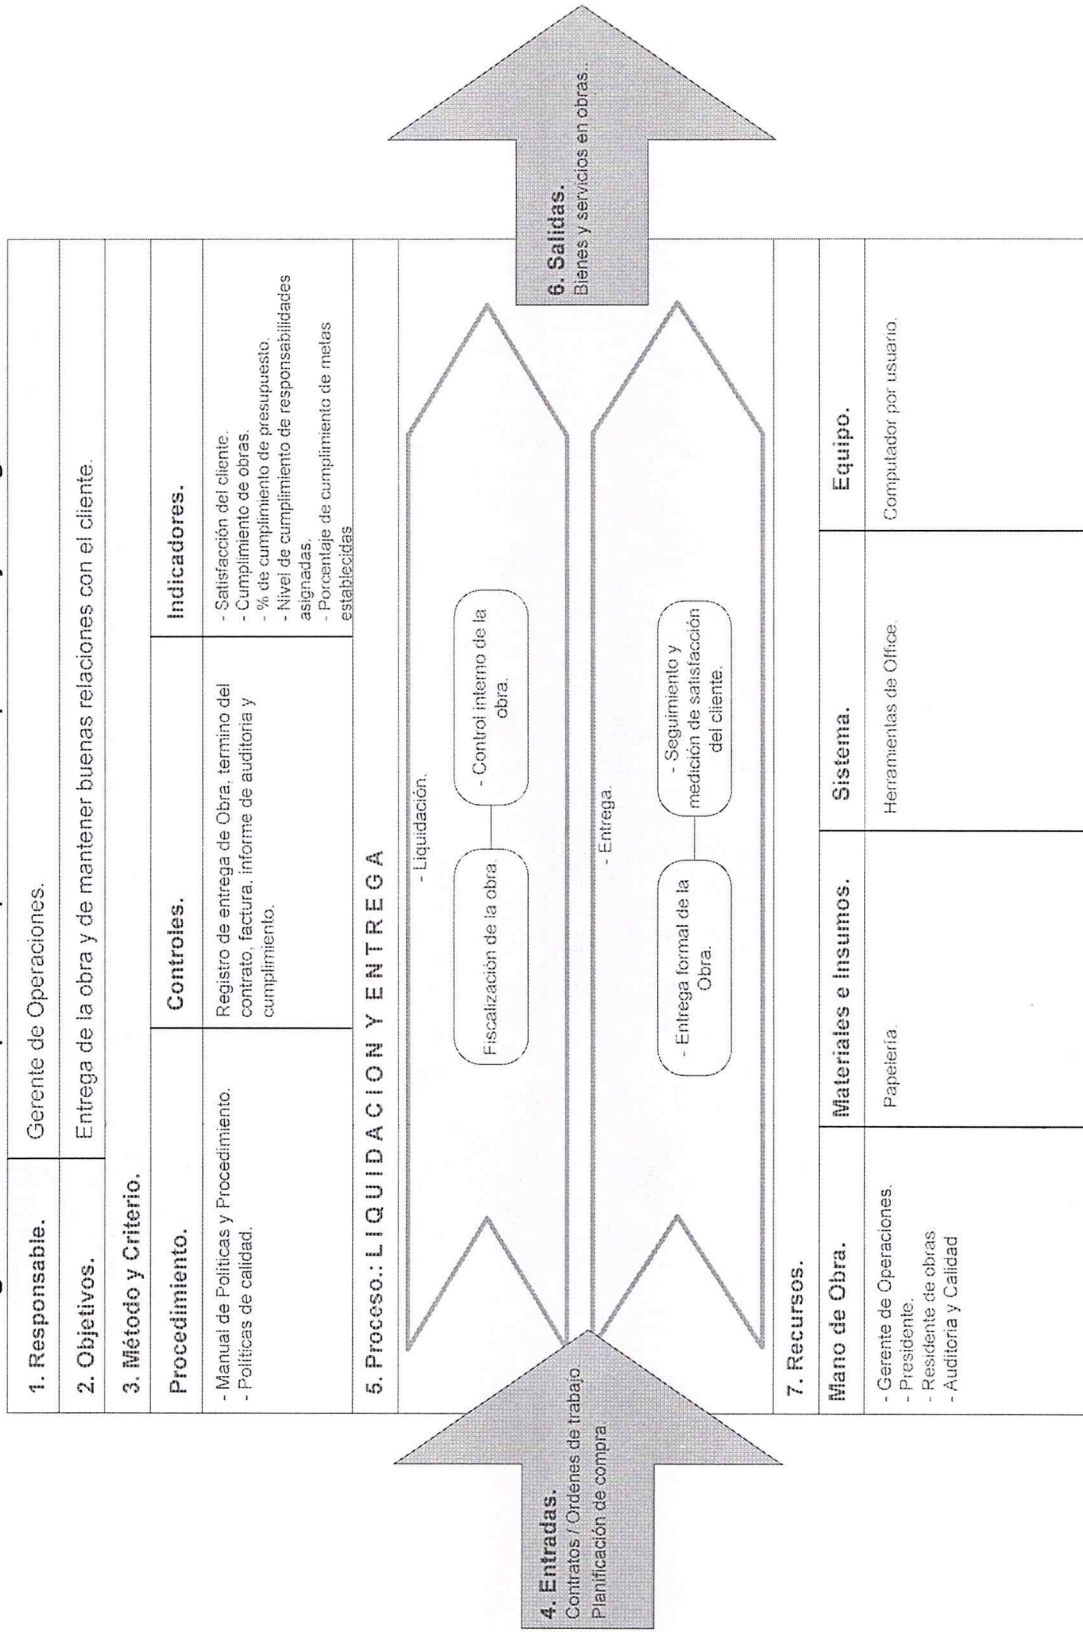 1. Responsable.
Gerente de Operaciones.
2. Objetivos.
Entrega de la obra y de mantener buenas relaciones con el cliente.
3. Método y Criterio.
Procedimiento.
Controles.
Indicadores.
- Manual de Políticas y Procedimiento.
- Políticas de calidad.
Registro de entrega de Obra, termino del
contrato, factura, informe de auditoria y
cumplimiento.
- Satisfacción del cliente.
- Cumplimiento de obras.
- % de cumplimiento de presupuesto.
- Nivel de cumplimiento de responsabilidades
asignadas.
- Porcentaje de cumplimiento de metas
establecidas
5. Proceso.: LIQUIDACION Y ENTREGA
- Liquidación.
Fiscalización de la obra.
- Control interno de la
obra.
- Entrega.
- Entrega formal de la
Obra.
- Seguimiento y
medición de satisfacción
del cliente.
4. Entradas.
Contratos / Ordenes de trabajo.
Planificación de compra.
6. Salidas.
Bienes y servicios en obras..
7. Recursos.
Mano de Obra.
Materiales e Insumos.
Sistema.
Equipo.
- Gerente de Operaciones.
- Presidente.
- Residente de obras
- Auditoria y Calidad
Papelería.
Herramientas de Office.
Computador por usuario.